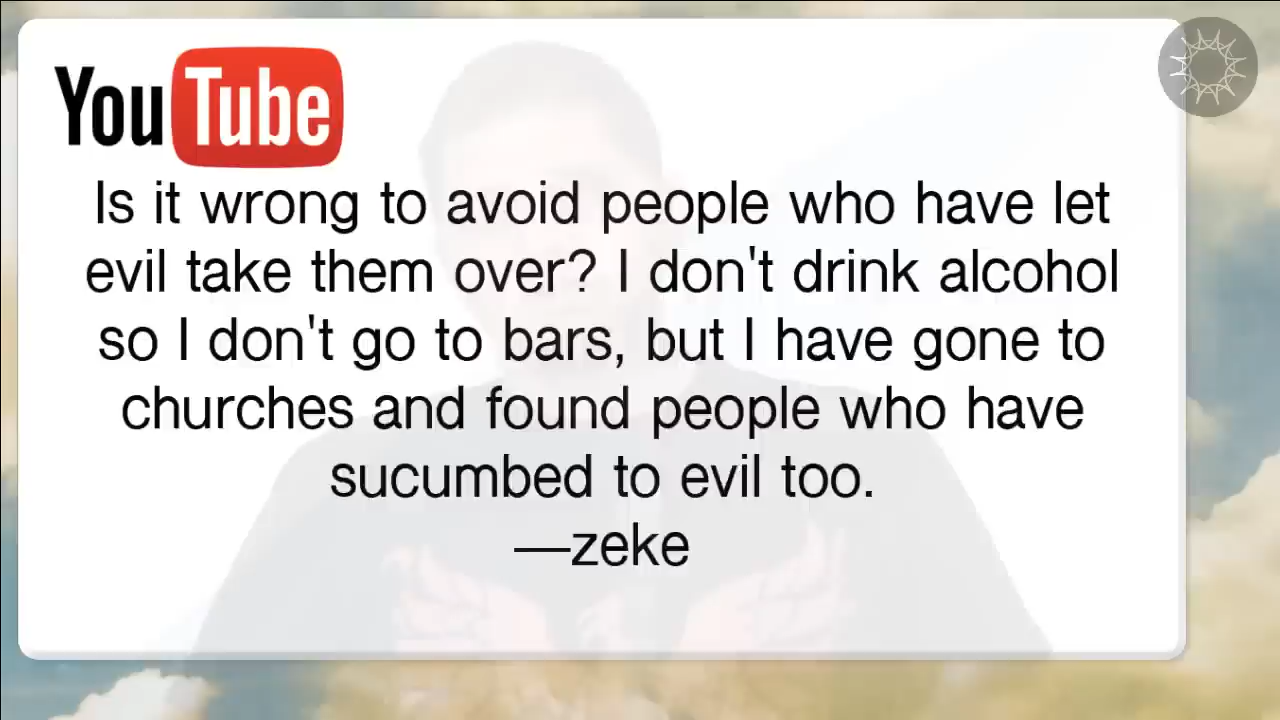 YouTube
Is it wrong to avoid people who have let
evil take them over? I don't drink alcohol
so I don't go to bars, but I have gone to
churches and found people who have
sucumbed to evil too.
—zeke